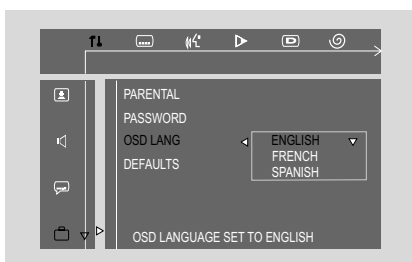 PARENTAL
PASSWORD
OSD LANG ENGLISH
FRENCH
DEFAULTS
SPANISH
OSD LANGUAGE SET TO ENGLISH